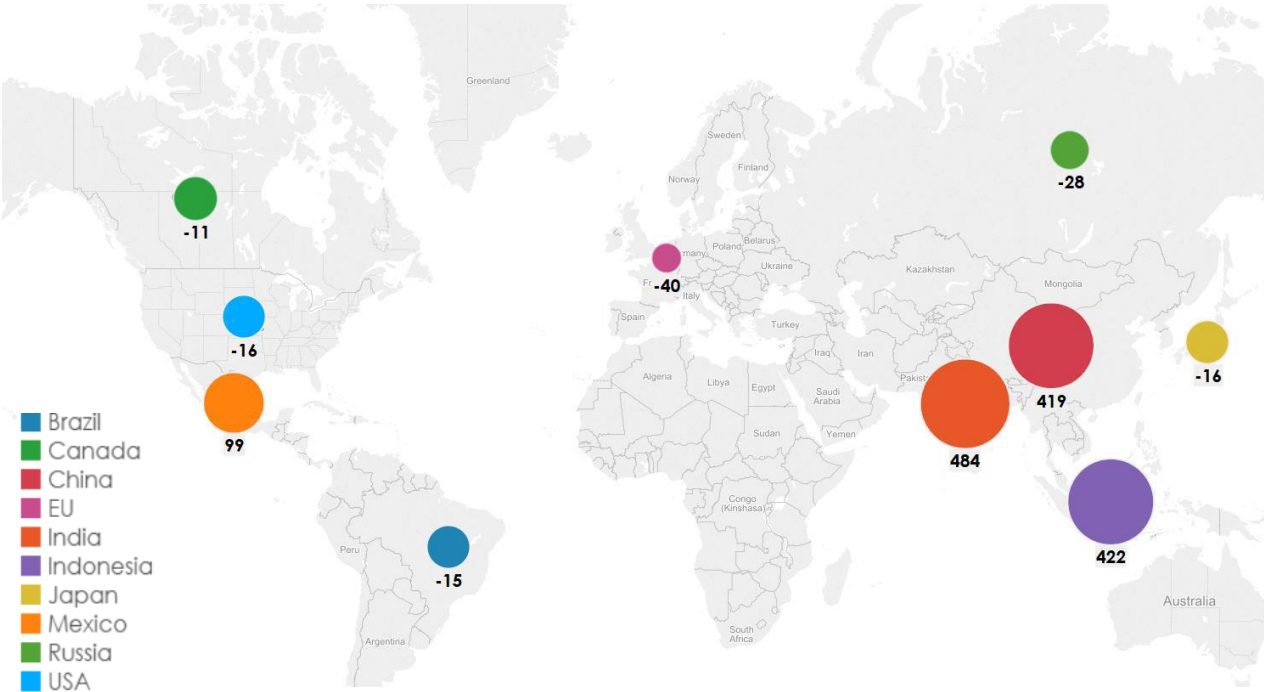 Greenland
Sweden
Finland
Norway
-28
-11
Poland
Belarus
many
Ukraine
Fr
-40
Italy
Kazakhstan
Mongolia
Spain
Turkey
-16
Iraq
Iran
-16
Algeria
Libya
Egypt
Pakist
Saudi
Arabia
419
99
Sudan
Yemen
484
Congo
(Kinshasa)
Peru
422
-15
Australia
South
Africa
Argentina
Brazil
Canada
China
EU
India
Indonesia
Japan
Mexico
Russia
USA